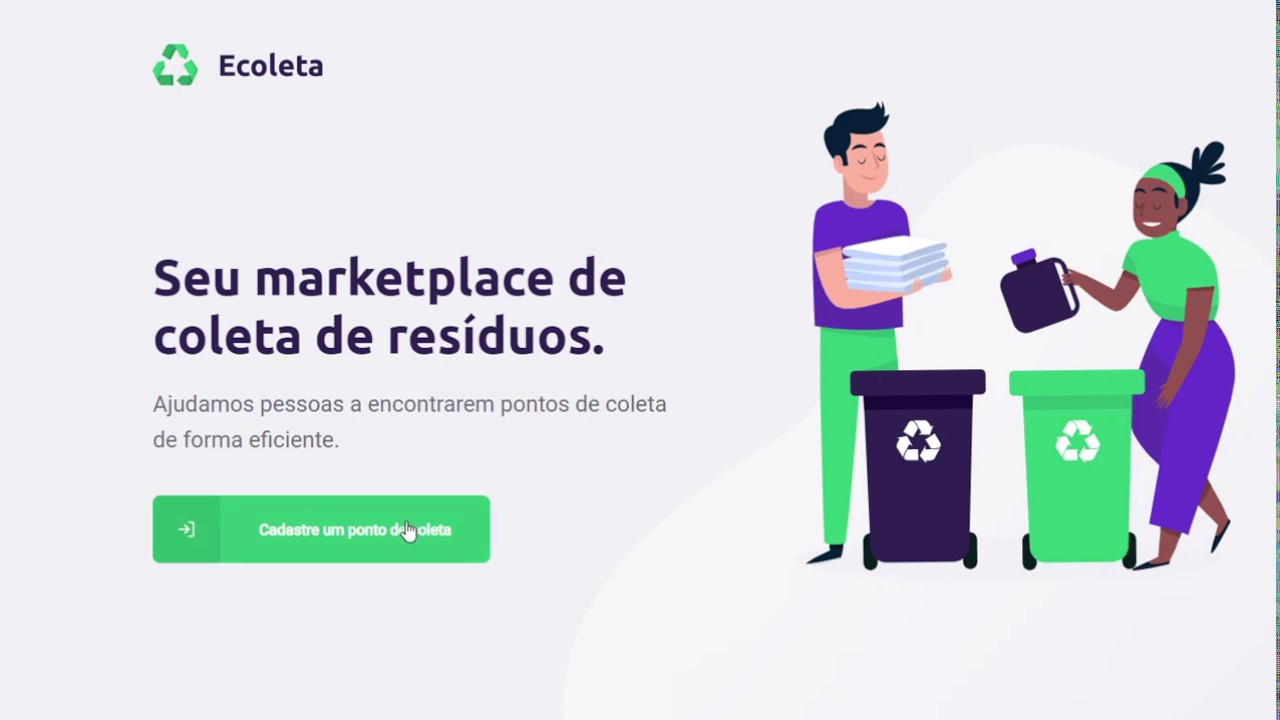 Ecoleta
Seu marketplace de
coleta de resíduos.
Ajudamos pessoas a encontrarem pontos de coleta
de forma eficiente.
Cadastre um ponto de coleta